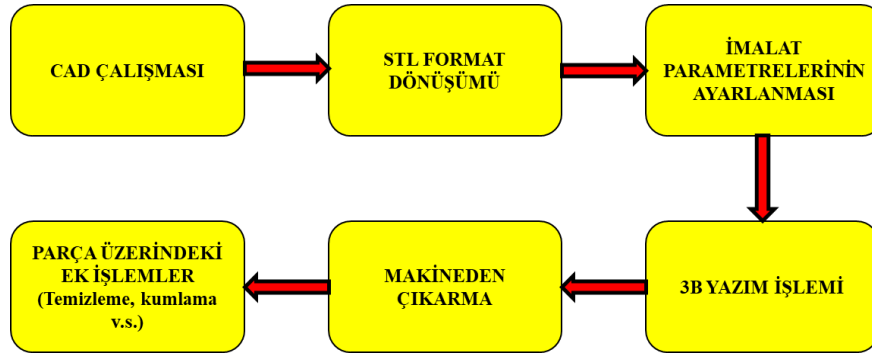 CAD ÇALIŞMASI
STL FORMAT
DÖNÜŞÜMÜ
İMALAT
PARAMETRELERİNİN
AYARLANMASI
3B YAZIM İŞLEMİ
MAKİNEDEN
ÇIKARMA
PARÇA ÜZERİNDEKİ
EK İŞLEMLER
(Temizleme, kumlama
v.s.)